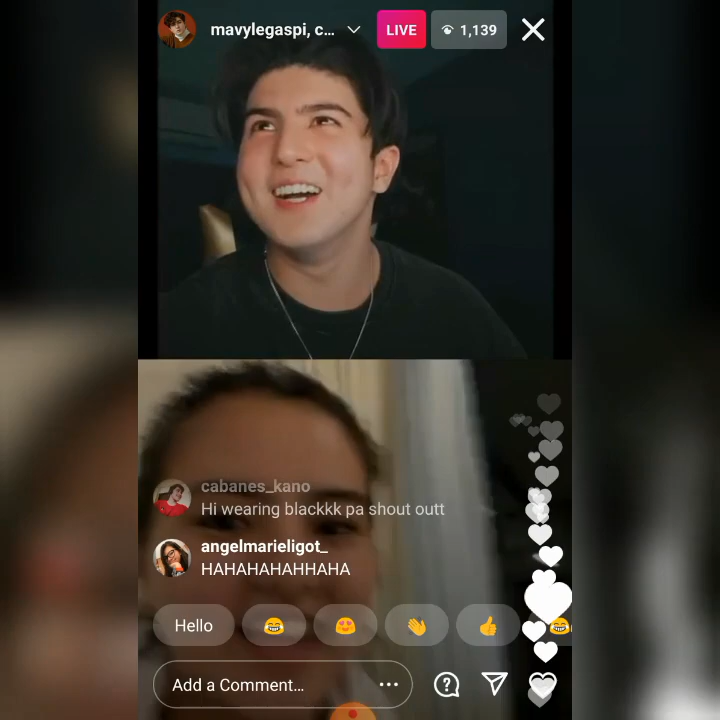 mavylegaspi, c...
LIVE
1,139
cabanes_kano
Hi wearing blackkk pa shout outt
angelmarieligot_
HAHAHAHAHHAHA
Hello
Add a Comment...